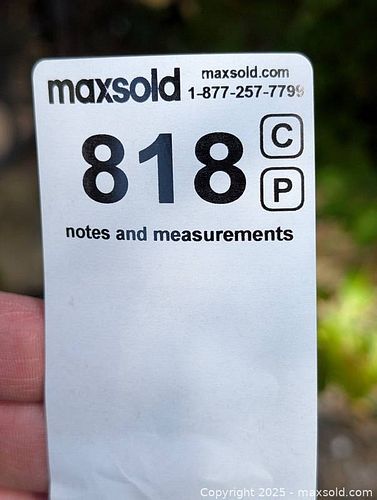 maxsold
maxsold.com
1-877-257-7799
818
C
P
notes and measurements
Copyright © 2025 - maxsold.com